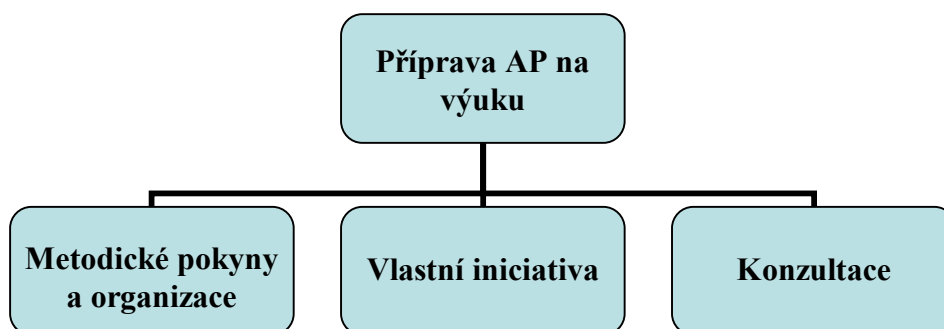 Příprava AP na
výuku
Metodické pokyny
a organizace
Vlastní iniciativa
Konzultace